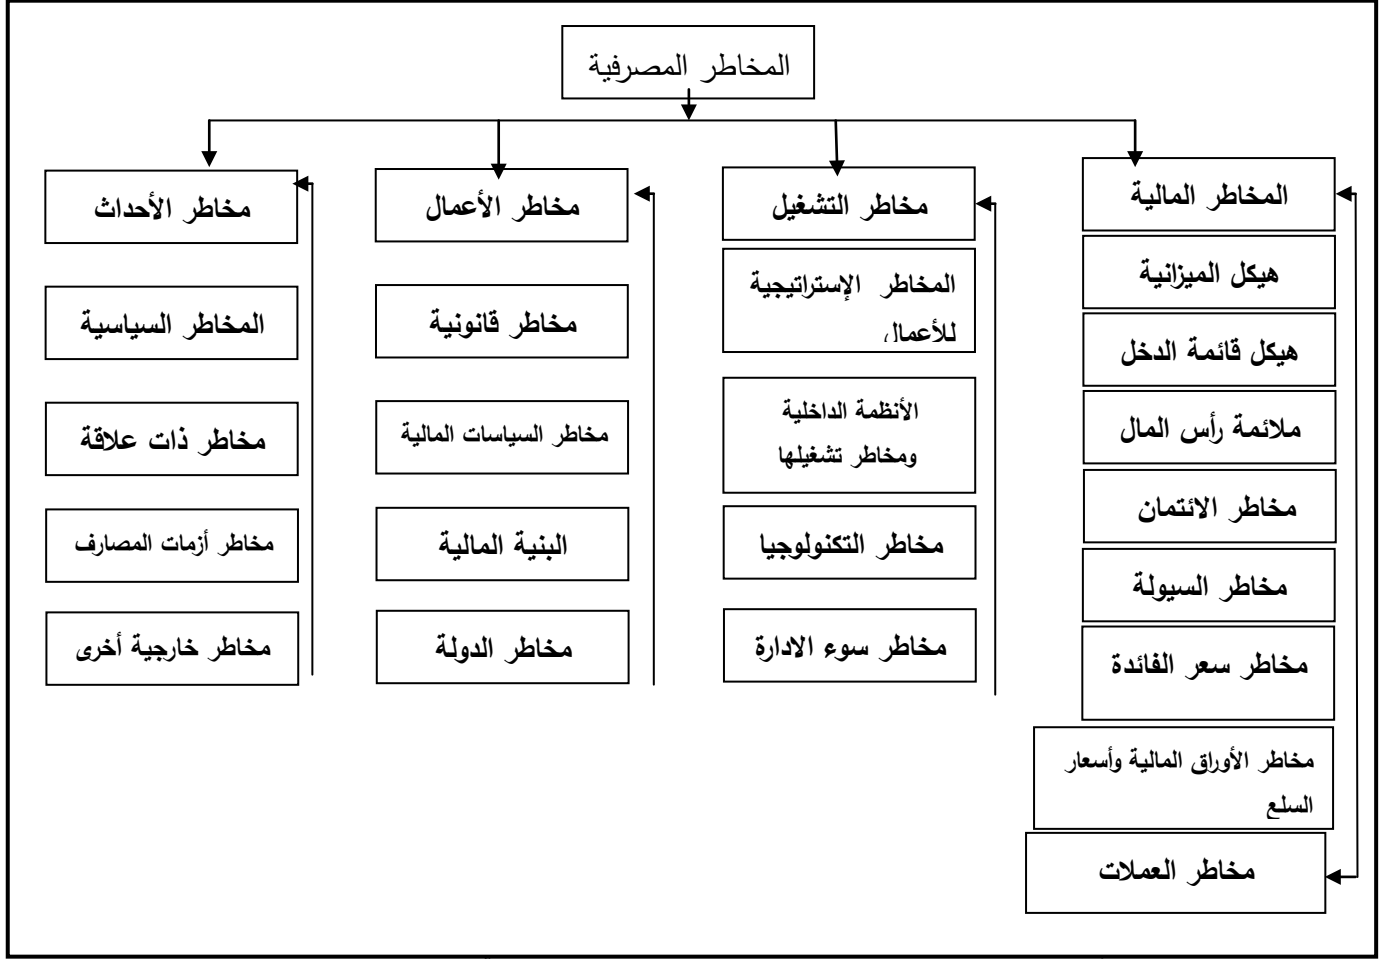 المخاطر المصرفية
المخاطر المالية
هيكل الميزانية
هيكل قائمة الدخل
ملائمة رأس المال
مخاطر الائتمان
مخاطر السيولة
مخاطر سعر الفائدة
مخاطر الأوراق المالية وأسعار
السلع
مخاطر العملات
مخاطر التشغيل
المخاطر الإستراتيجية
للأعمال
الأنظمة الداخلية
ومخاطر تشغيلها
مخاطر التكنولوجيا
مخاطر سوء الادارة
مخاطر الأعمال
مخاطر قانونية
مخاطر السياسات المالية
البنية المالية
مخاطر الدولة
مخاطر الأحداث
المخاطر السياسية
مخاطر ذات علاقة
مخاطر أزمات المصارف
مخاطر خارجية أخرى